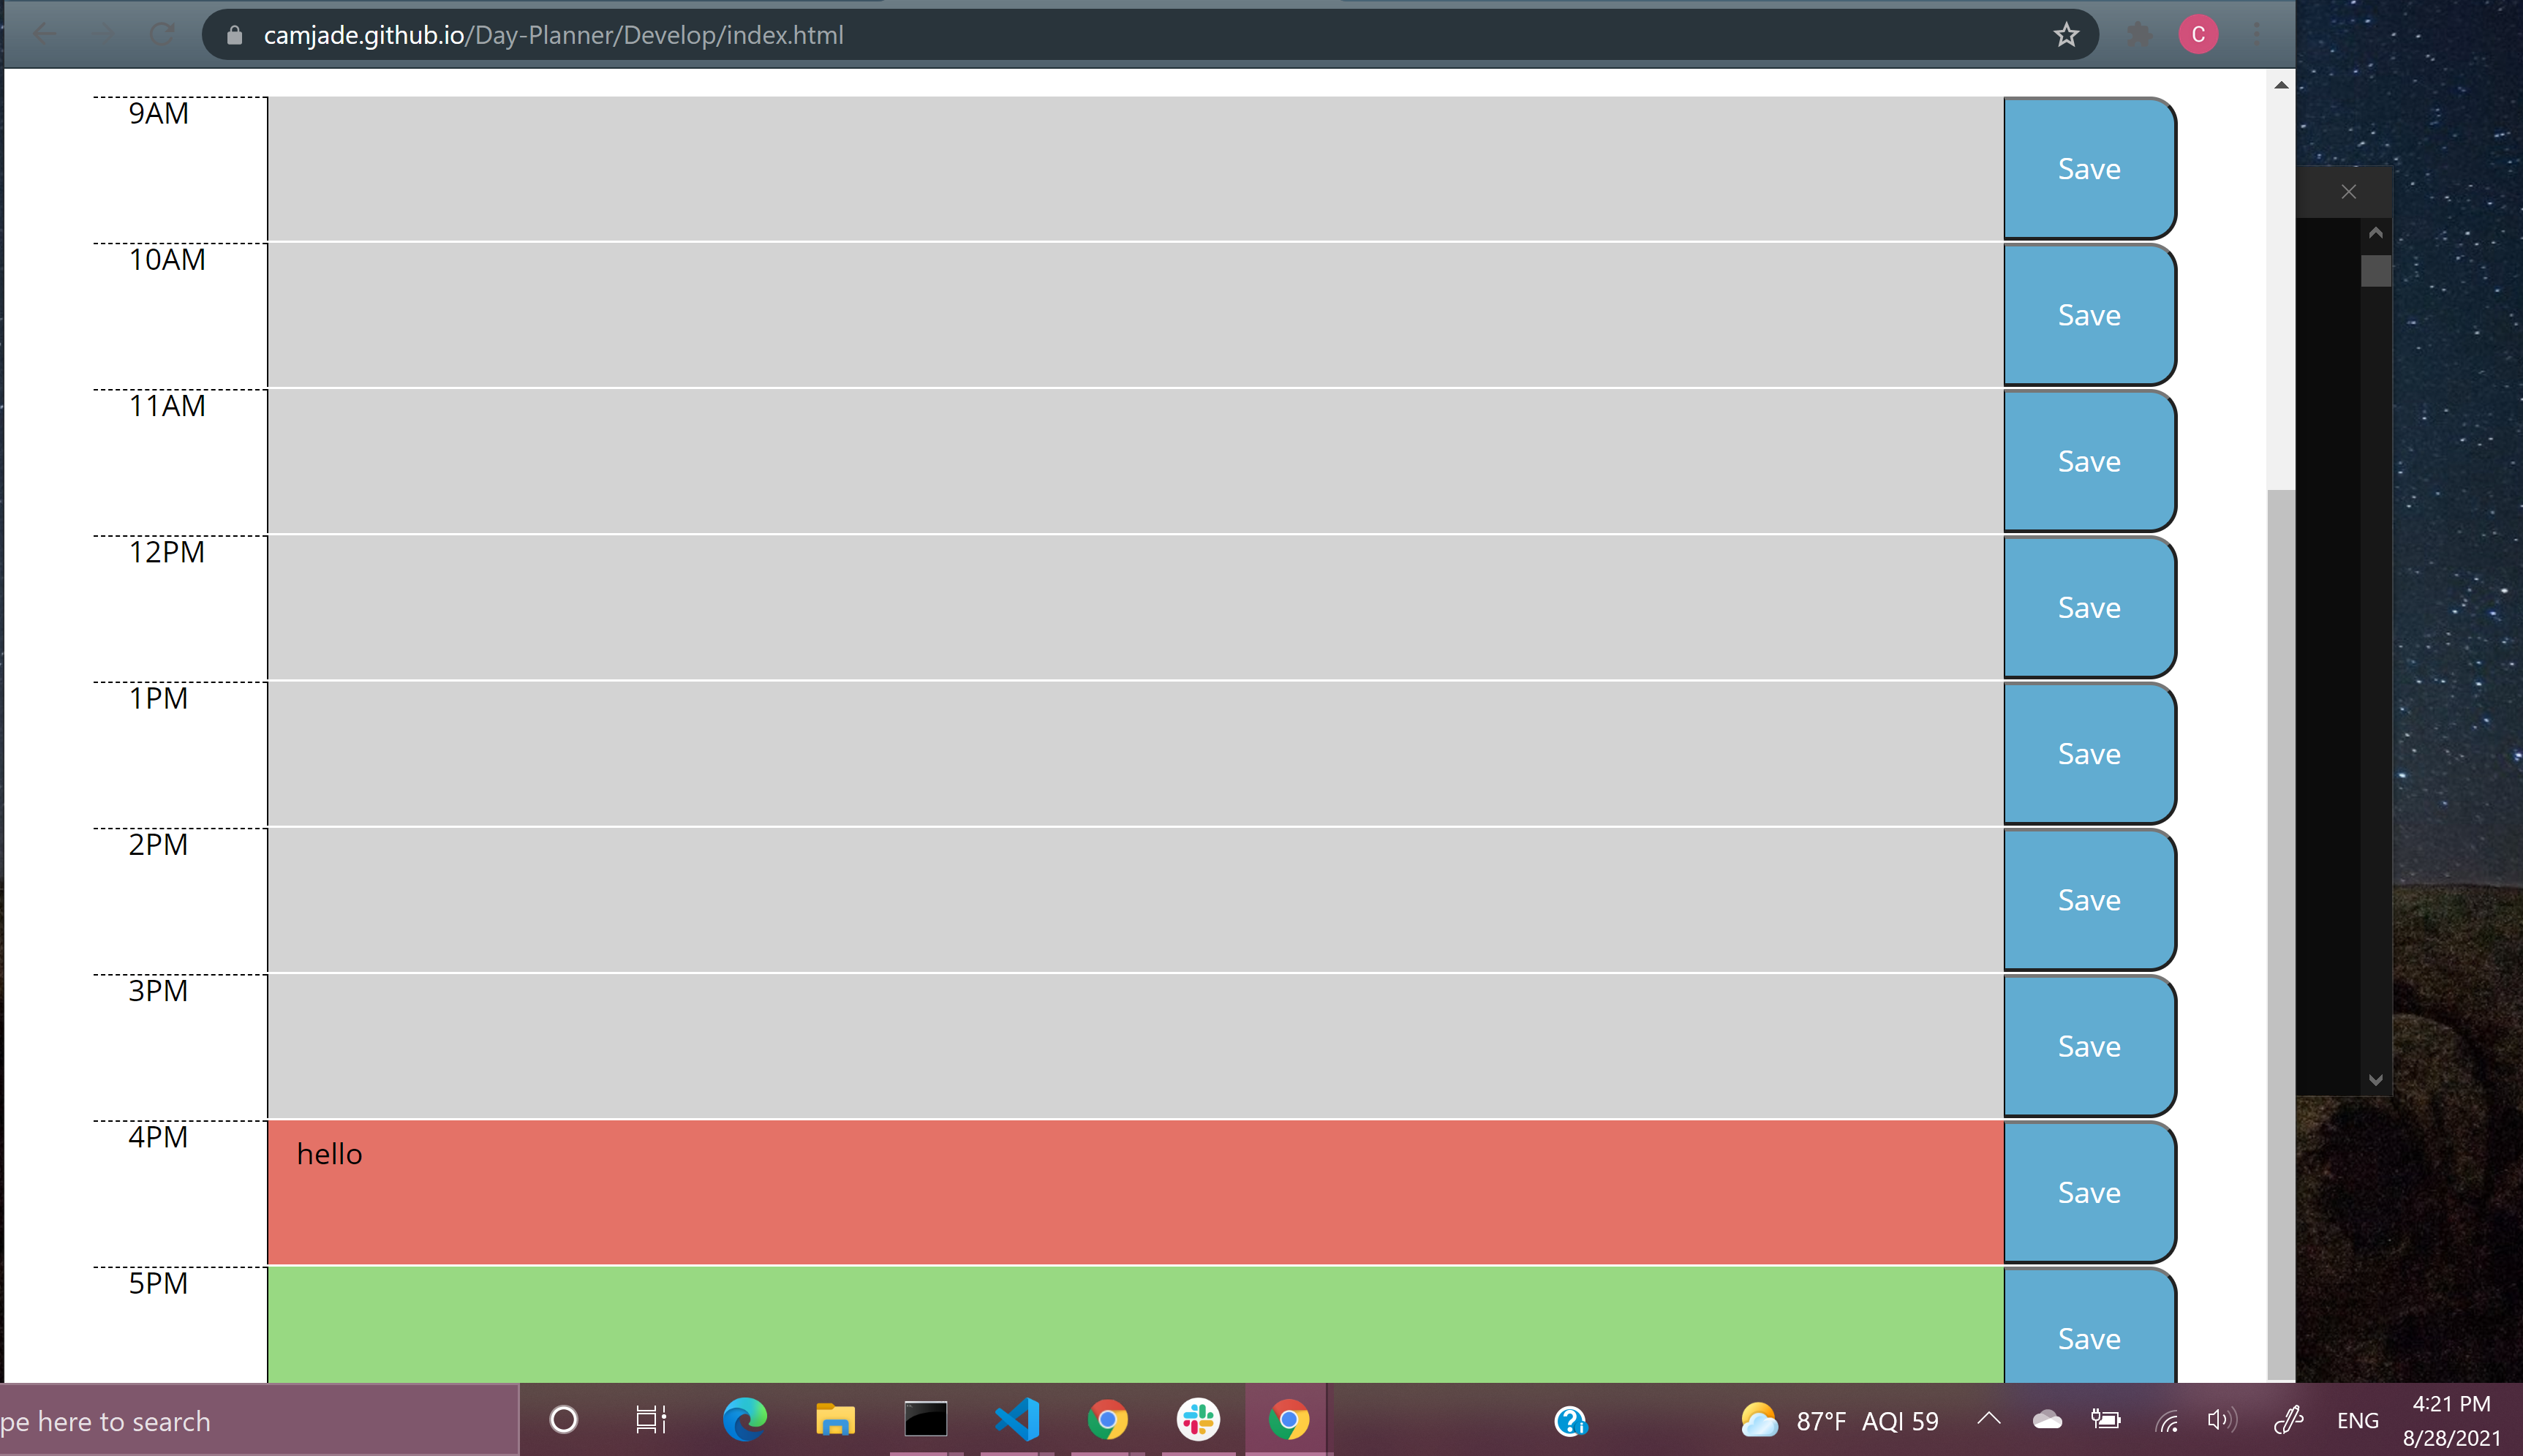 camjade.github.io/Day-Planner/Develop/index.html
C
9AM
Save
10AM
Save
11AM
Save
12PM
Save
1PM
Save
2PM
Save
3PM
Save
4PM
hello
Save
5PM
Save
pe here to search
87°F AQI 59
ENG
4:21 PM
8/28/2021